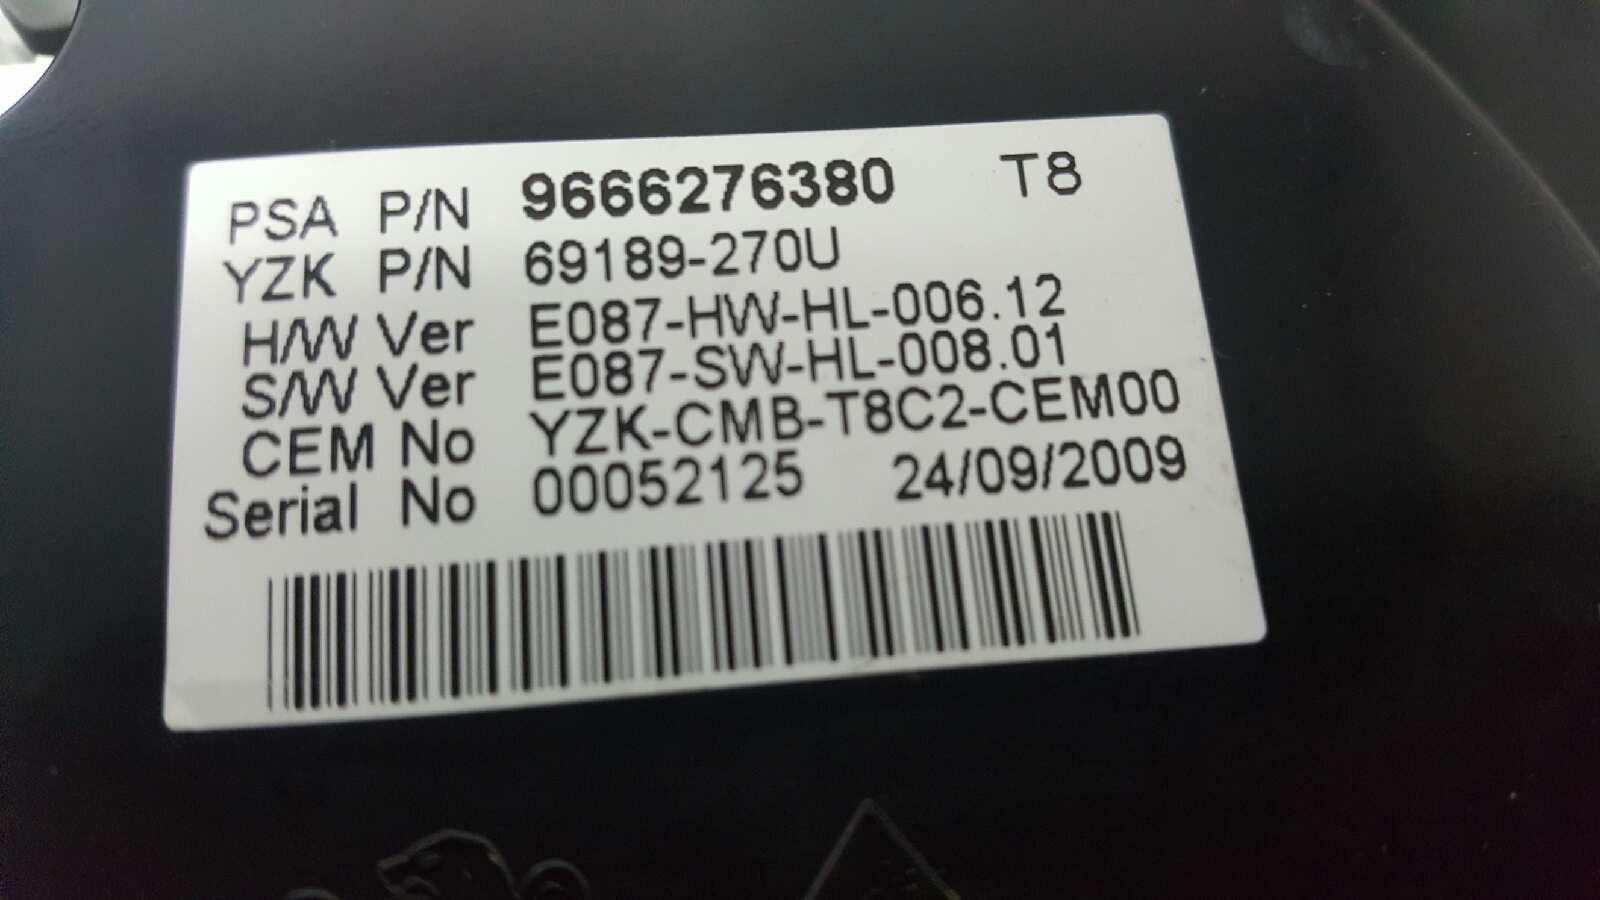 PSA P/N 9666276380 T8
YZK P/N 69189-270U
H/W Ver E087-HW-HL-006.12
S/W Ver E087-SW-HL-008.01
CEM No YZK-CMB-T8C2-CEM00
Serial No 00052125 24/09/2009